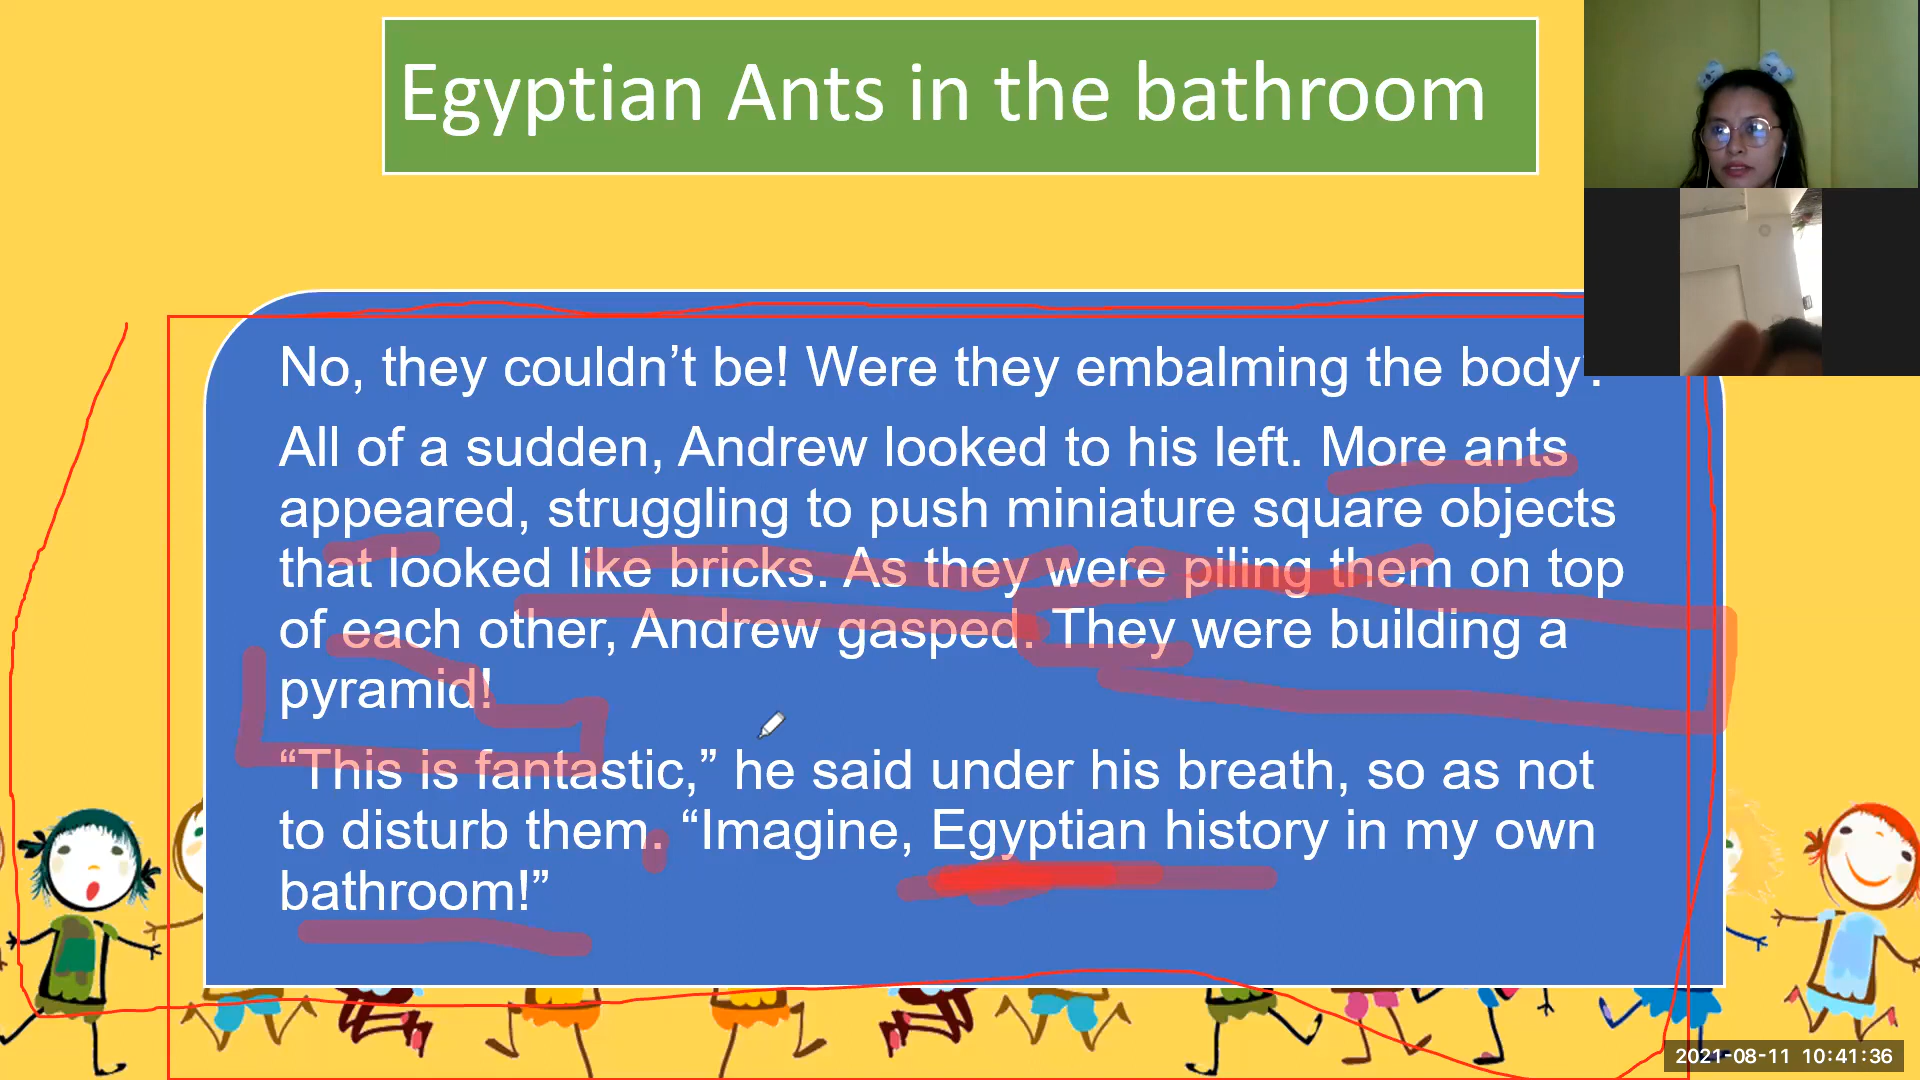 Egyptian Ants in the bathroom
No, they couldn’t be! Were they embalming the body?
All of a sudden, Andrew looked to his left. More ants
appeared, struggling to push miniature square objects
that looked like bricks. As they were piling them on top
of each other, Andrew gasped. They were building a
pyramid!
“This is fantastic,” he said under his breath, so as not
to disturb them. “Imagine, Egyptian history in my own
bathroom!”
2021-08-11 10:41:36